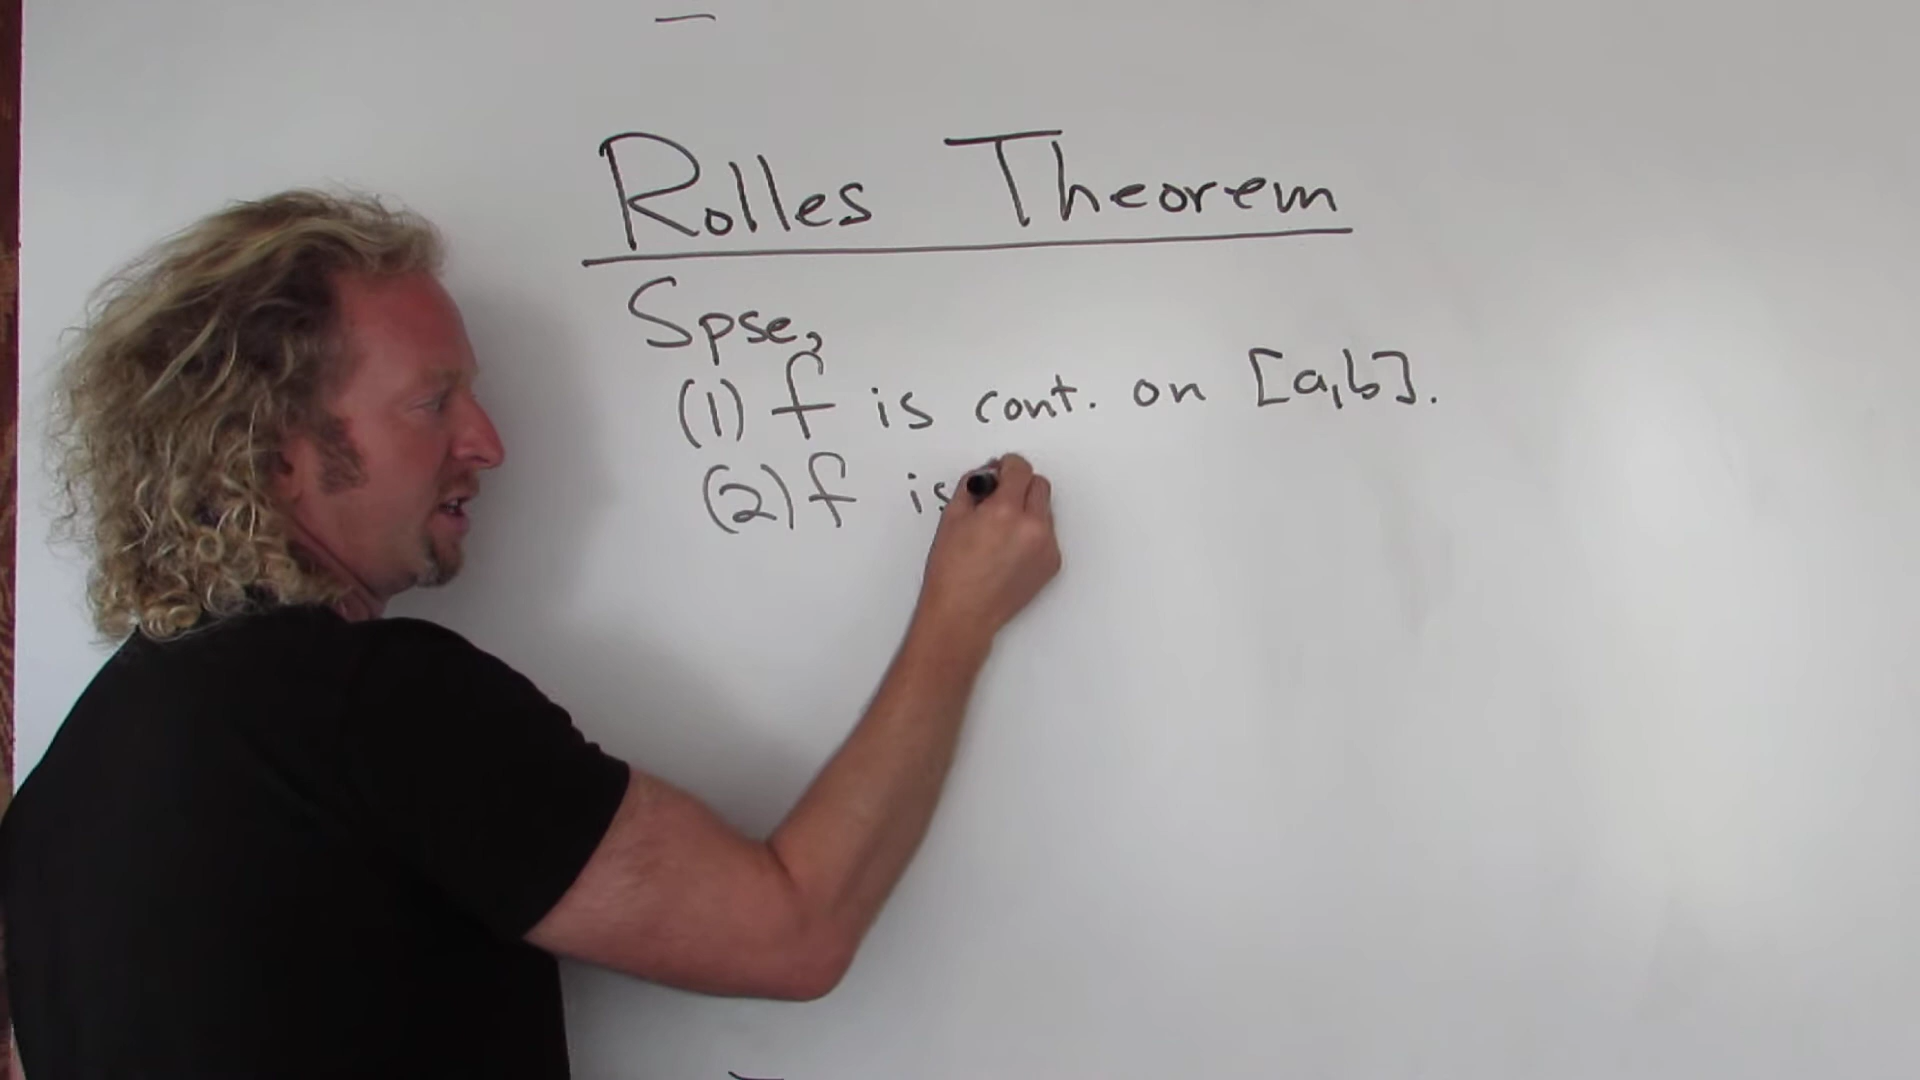 Rolles Theorem
Spse,
(1) f is cont. on [a,b].
(2) f is